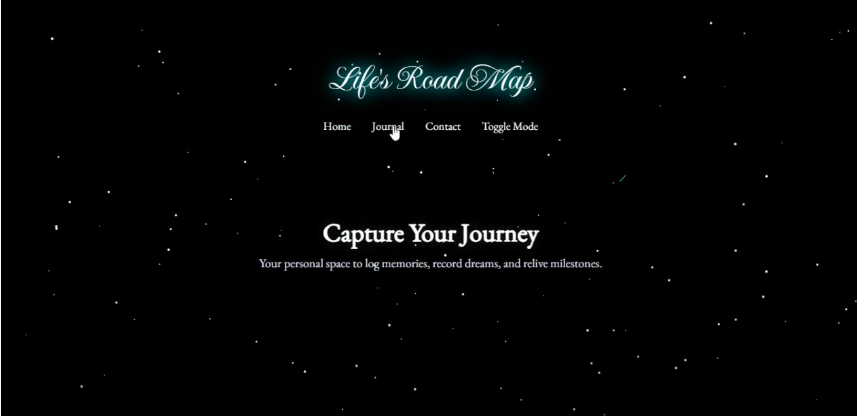 Life's Road Map
Home Journal Contact Toggle Mode
Capture Your Journey
Your personal space to log memories, record dreams, and relive milestones.